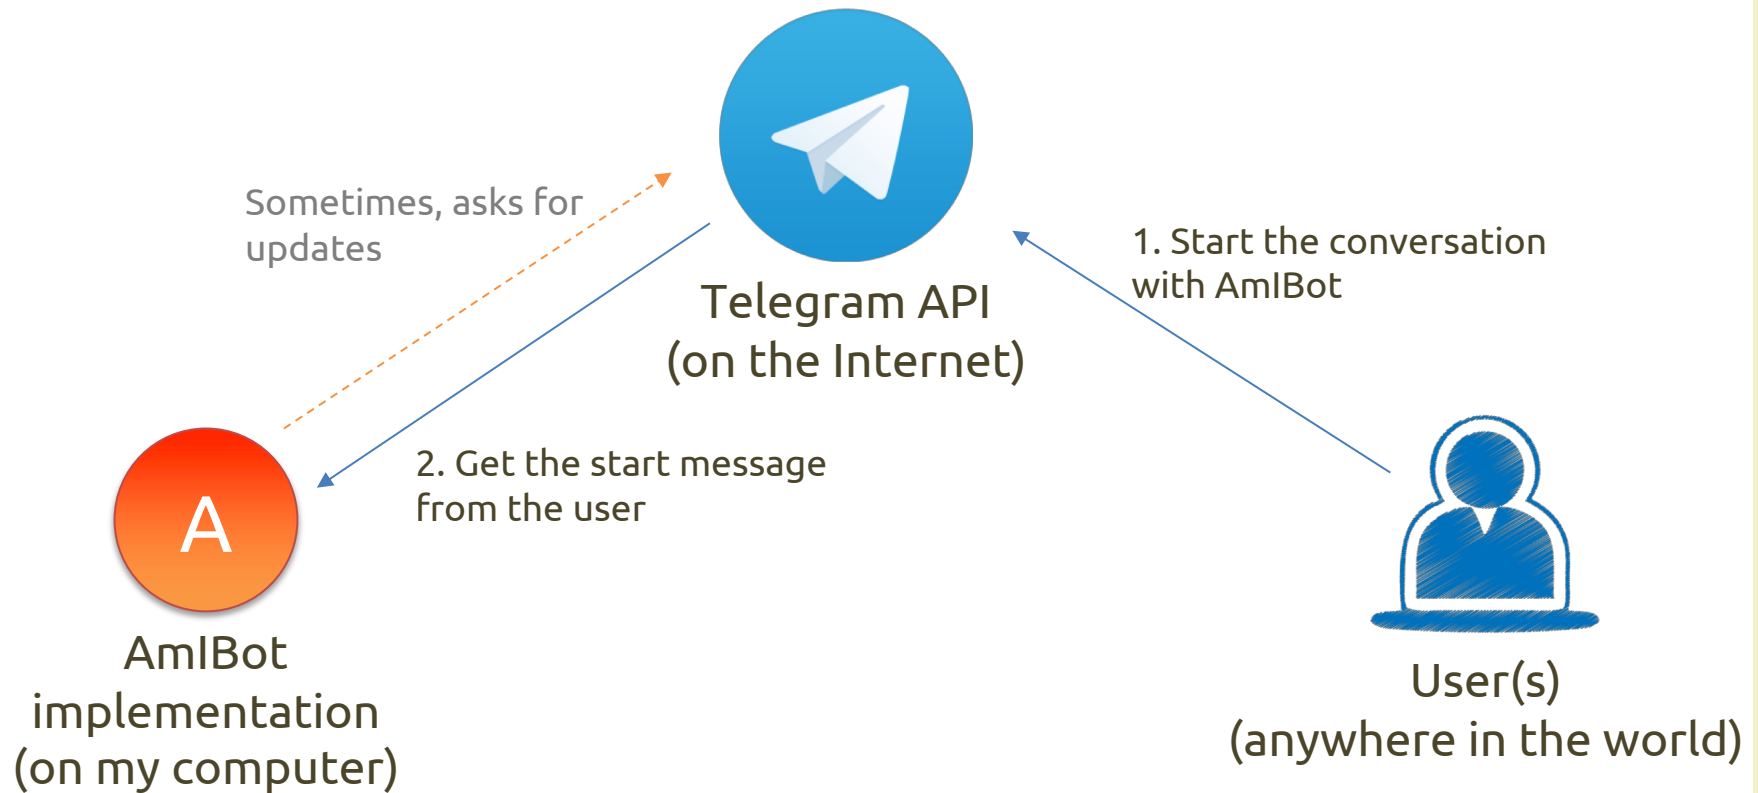 Sometimes, asks for
updates
1. Start the conversation
with AmIBot
Telegram API
(on the Internet)
2. Get the start message
from the user
A
AmIBot
implementation
(on my computer)
User(s)
(anywhere in the world)